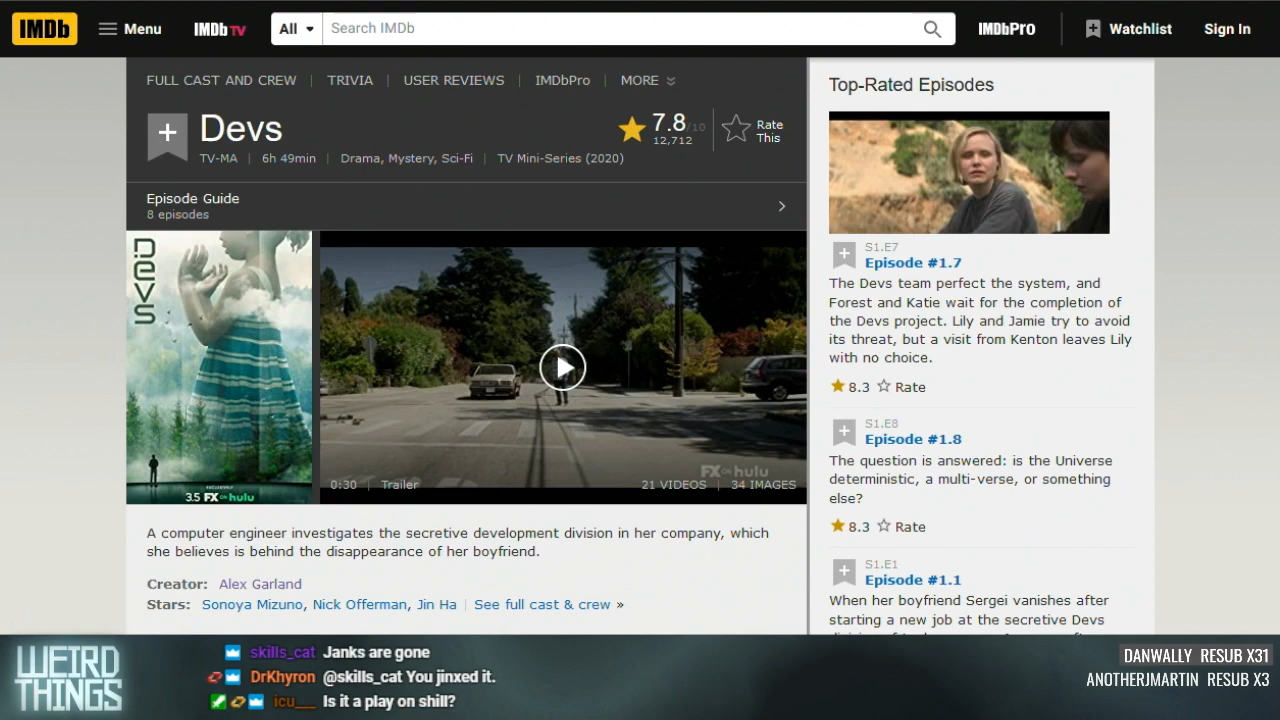 IMDb
Menu
IMDb TV
All
Search IMDb
IMDbPro
Watchlist
Sign In
FULL CAST AND CREW
TRIVIA
USER REVIEWS
IMDbPro
MORE
Devs
7.8/10
12,712
Rate This
TV-MA | 6h 49min | Drama, Mystery, Sci-Fi | TV Mini-Series (2020)
Episode Guide
8 episodes
DEVS
3.5 FX on hulu
FX on hulu
0:30 | Trailer
21 VIDEOS | 34 IMAGES
A computer engineer investigates the secretive development division in her company, which
she believes is behind the disappearance of her boyfriend.
Creator: Alex Garland
Stars: Sonoya Mizuno, Nick Offerman, Jin Ha | See full cast & crew »
Top-Rated Episodes
S1.E7
Episode #1.7
The Devs team perfect the system, and
Forest and Katie wait for the completion of
the Devs project. Lily and Jamie try to avoid
its threat, but a visit from Kenton leaves Lily
with no choice.
8.3 Rate
S1.E8
Episode #1.8
The question is answered: is the Universe
deterministic, a multi-verse, or something
else?
8.3 Rate
S1.E1
Episode #1.1
When her boyfriend Sergei vanishes after
starting a new job at the secretive Devs
WEIRD
THINGS
skills_cat Janks are gone
DrKhyron @skills_cat You jinxed it.
icu__ Is it a play on shill?
DANWALLY RESUB X31
ANOTHERJMARTIN RESUB X3